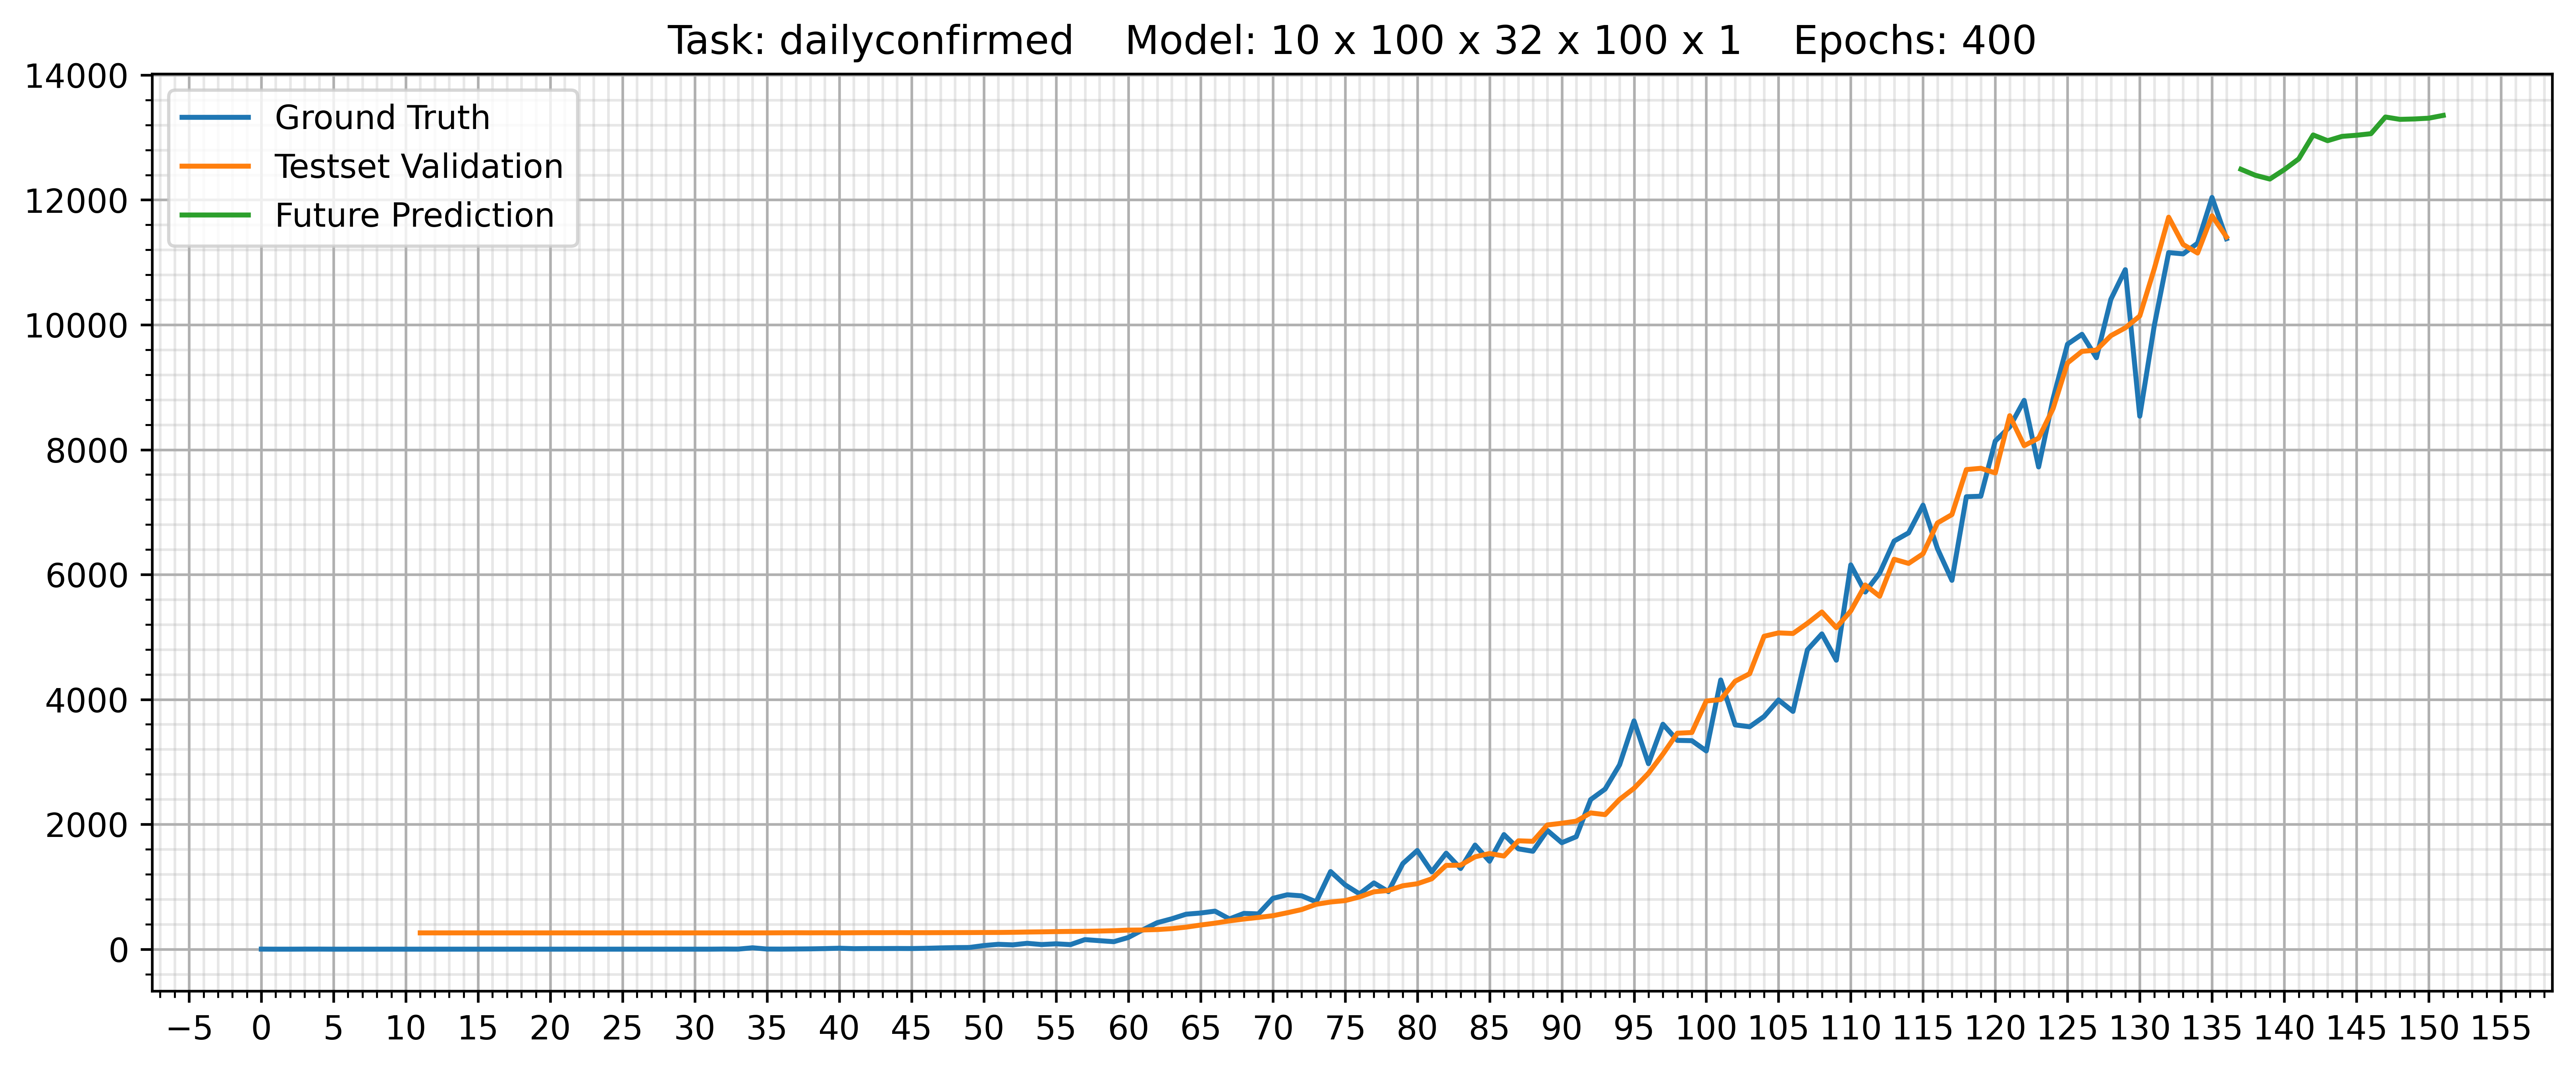 Task: dailyconfirmed    Model: 10 x 100 x 32 x 100 x 1    Epochs: 400
14000
12000
10000
8000
6000
4000
2000
0
Ground Truth
Testset Validation
Future Prediction
−5 0 5 10 15 20 25 30 35 40 45 50 55 60 65 70 75 80 85 90 95 100 105 110 115 120 125 130 135 140 145 150 155